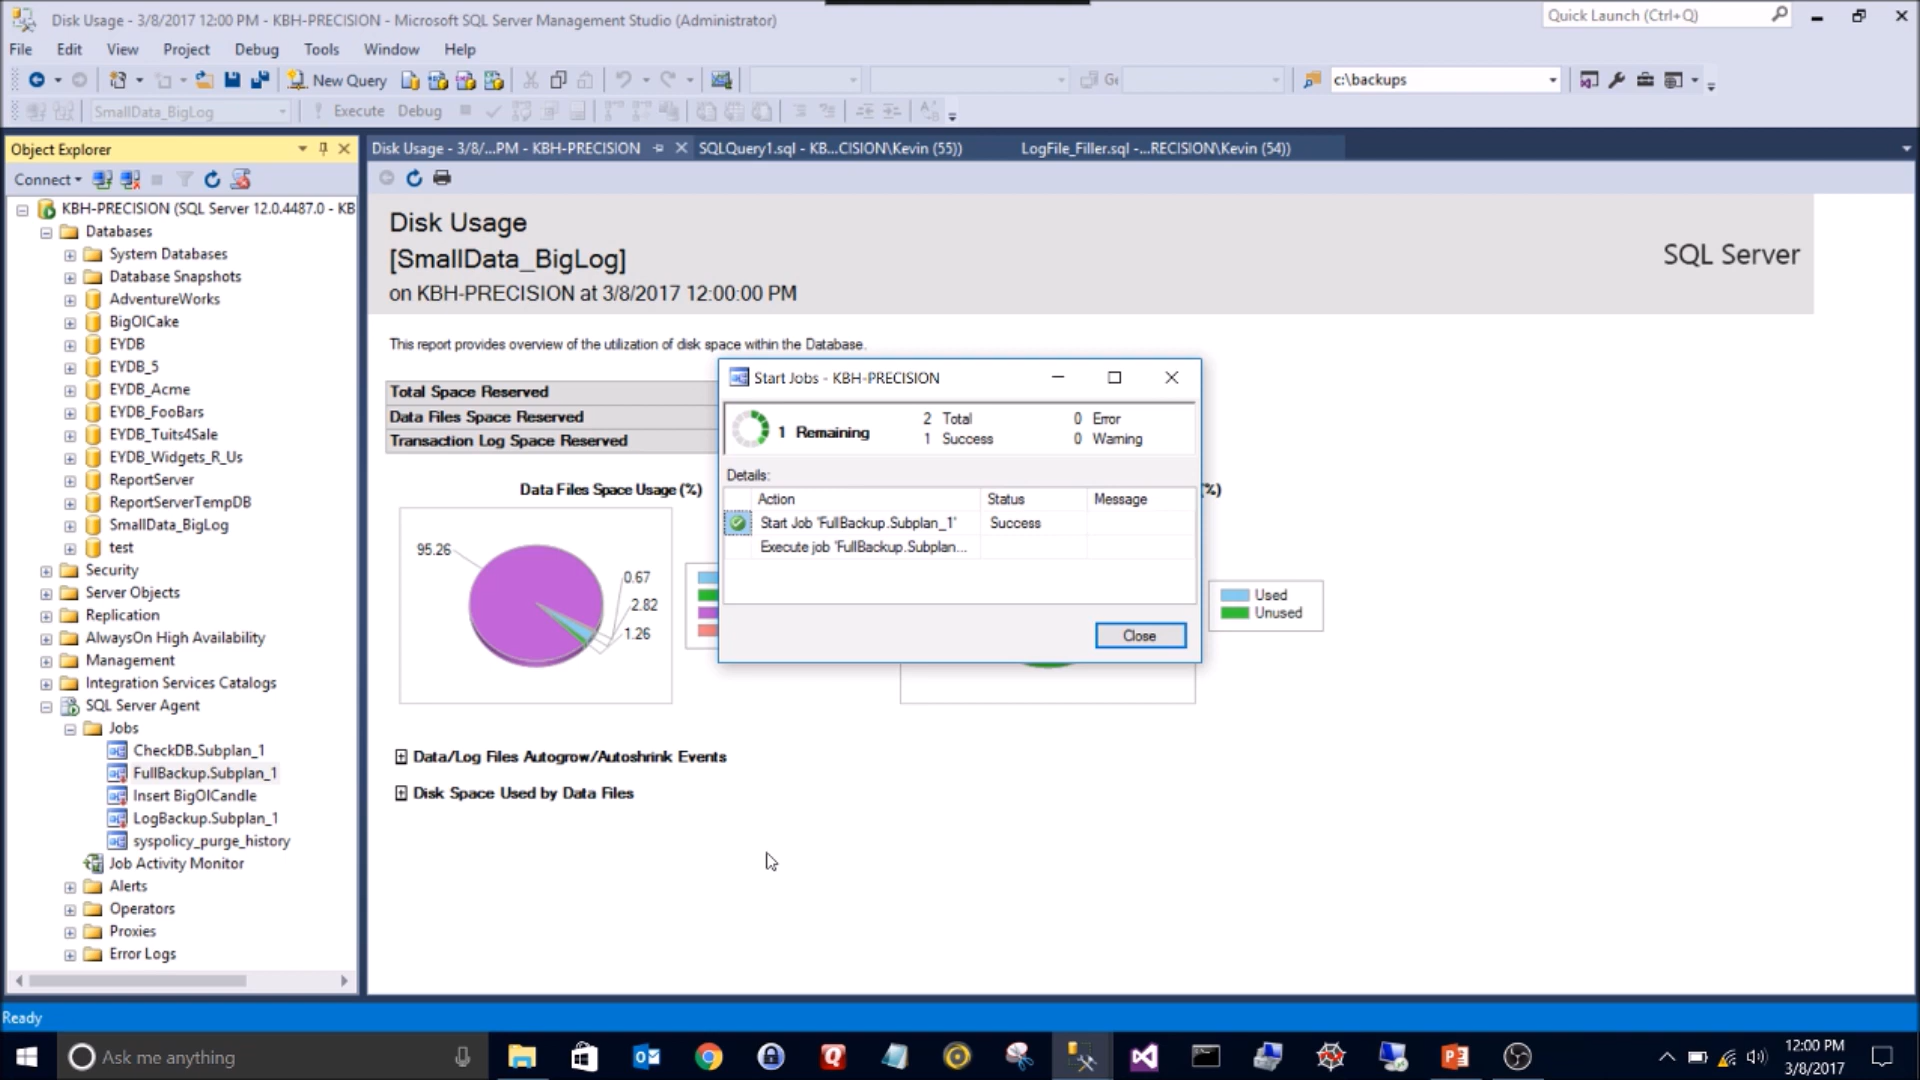 Disk Usage - 3/8/2017 12:00 PM - KBH-PRECISION - Microsoft SQL Server Management Studio (Administrator)
Quick Launch (Ctrl+Q)
File Edit View Project Debug Tools Window Help
New Query
c:\backups
SmallData_BigLog
Execute Debug
Object Explorer
Disk Usage - 3/8/...PM - KBH-PRECISION
SQLQuery1.sql - KB...CISION\Kevin (55))
LogFile_Filler.sql -...RECISION\Kevin (54))
Connect
KBH-PRECISION (SQL Server 12.0.4487.0 - KB
Databases
System Databases
Database Snapshots
AdventureWorks
BigOlCake
EYDB
EYDB_5
EYDB_Acme
EYDB_FooBars
EYDB_Tuits4Sale
EYDB_Widgets_R_Us
ReportServer
ReportServerTempDB
SmallData_BigLog
test
Security
Server Objects
Replication
AlwaysOn High Availability
Management
Integration Services Catalogs
SQL Server Agent
Jobs
CheckDB.Subplan_1
FullBackup.Subplan_1
Insert BigOlCandle
LogBackup.Subplan_1
syspolicy_purge_history
Job Activity Monitor
Alerts
Operators
Proxies
Error Logs
Disk Usage
[SmallData_BigLog]
on KBH-PRECISION at 3/8/2017 12:00:00 PM
SQL Server
This report provides overview of the utilization of disk space within the Database.
Total Space Reserved
Data Files Space Reserved
Transaction Log Space Reserved
Data Files Space Usage (%)
(%)
95.26
0.67
2.82
1.26
Used
Unused
Data/Log Files Autogrow/Autoshrink Events
Disk Space Used by Data Files
Start Jobs - KBH-PRECISION
1 Remaining
2 Total
0 Error
1 Success
0 Warning
Details:
Action Status Message
Start Job 'FullBackup.Subplan_1' Success
Execute job 'FullBackup.Subplan...
Close
Ready
Ask me anything
12:00 PM
3/8/2017